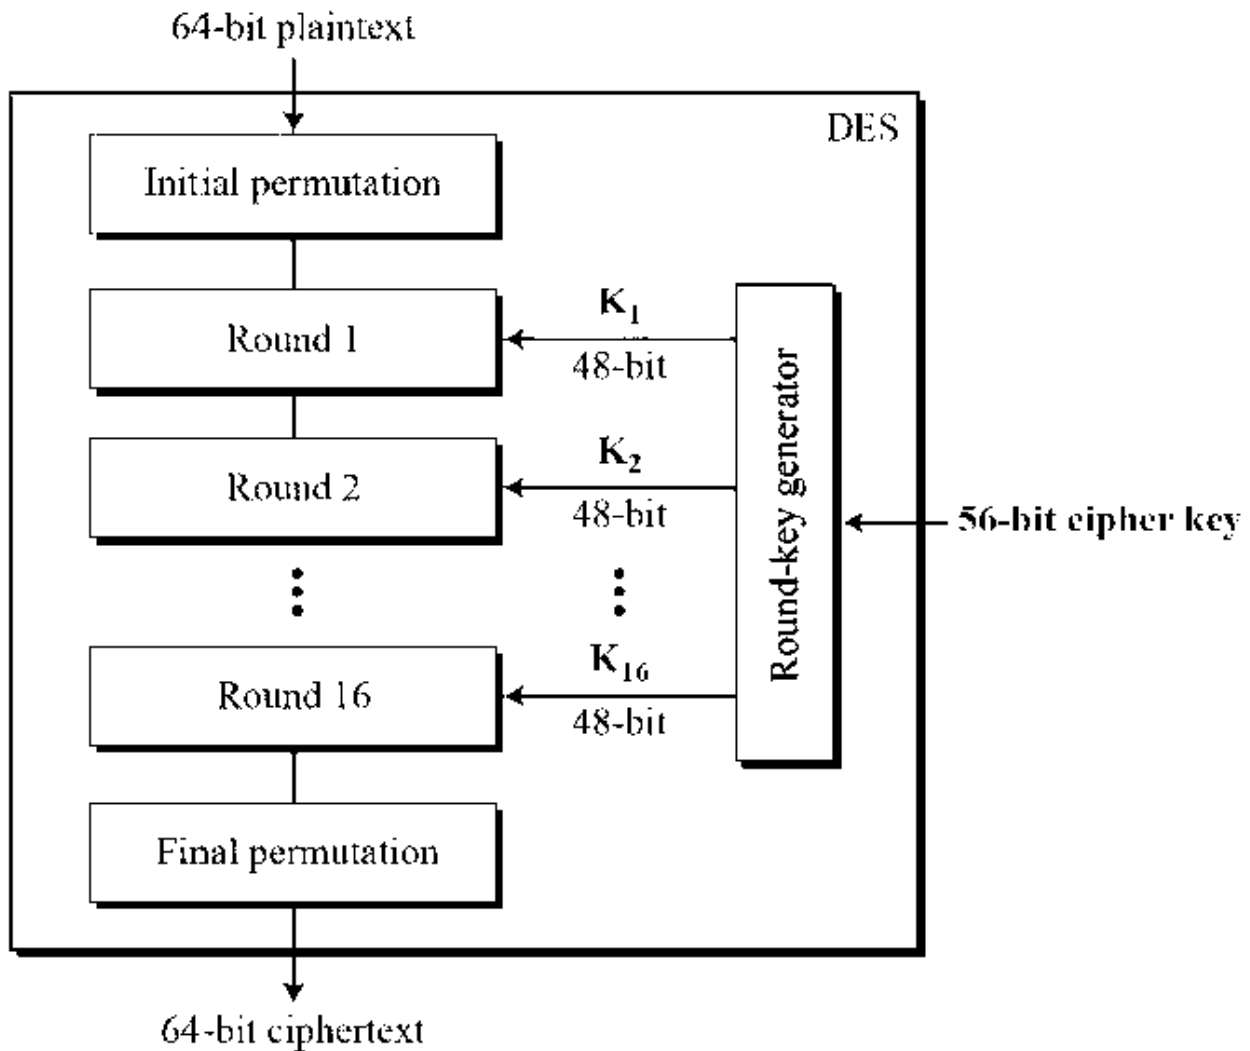 64-bit plaintext
DES
Initial permutation
K1
Round 1
48-bit
K2
Round 2
48-bit
Round-key generator
56-bit cipher key
K16
Round 16
48-bit
Final permutation
64-bit ciphertext